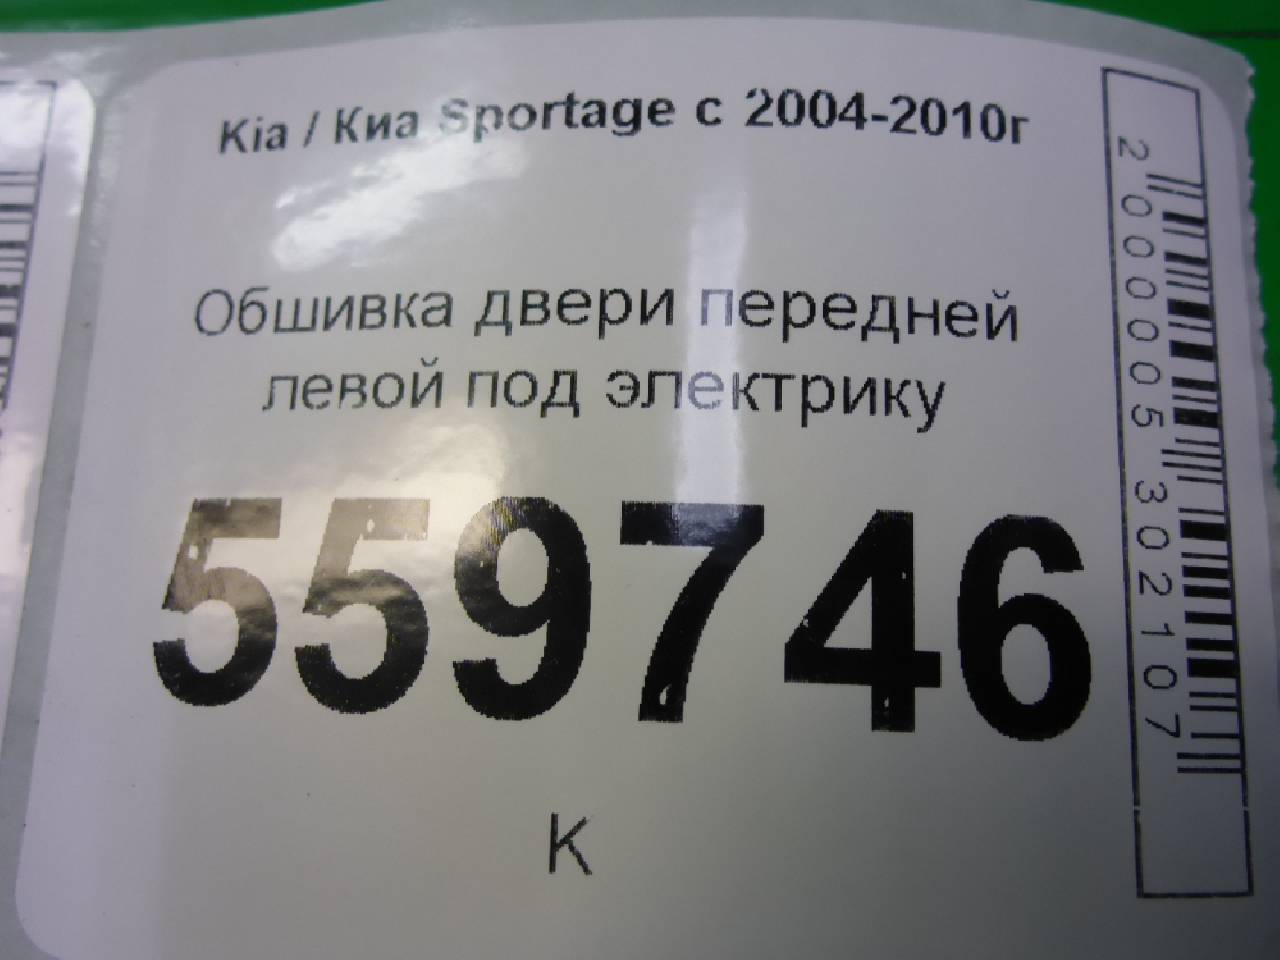 Kia / Киа Sportage с 2004-2010г
Обшивка двери передней
левой под электрику
559746
К
2000005302107